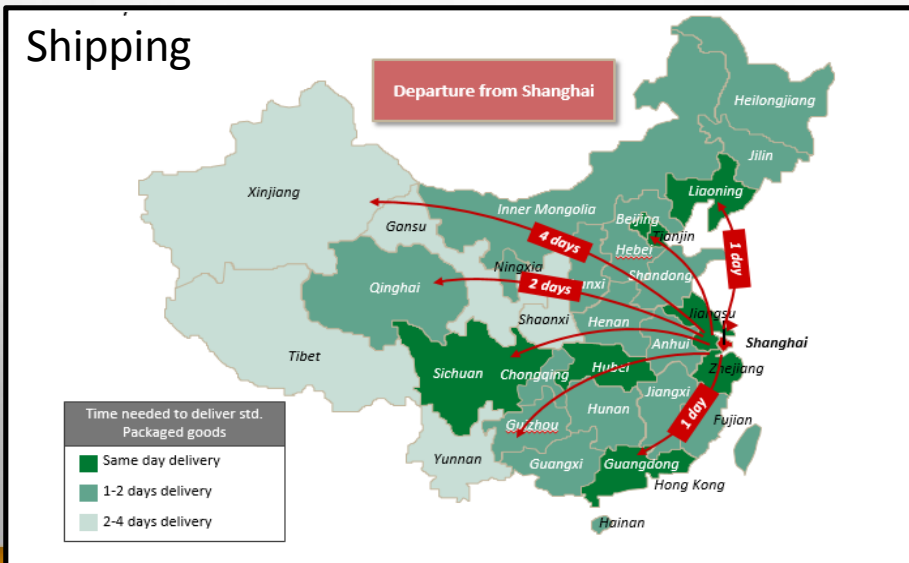 Shipping
Departure from Shanghai
Heilongjiang
Jilin
Liaoning
Xinjiang
Inner Mongolia
Beijing
Gansu
Tianjin
4 days
Hebei
1 day
Ningxia
Shandong
Qinghai
2 days
nxi
Jiangsu
Shaanxi
Henan
Shanghai
Anhui
Tibet
Zhejiang
Sichuan
Chongqing
Hubei
Jiangxi
Hunan
1 day
Fujian
Guizhou
Time needed to deliver std.
Packaged goods
Yunnan
Guangxi
Guangdong
Same day delivery
Hong Kong
1-2 days delivery
2-4 days delivery
Hainan